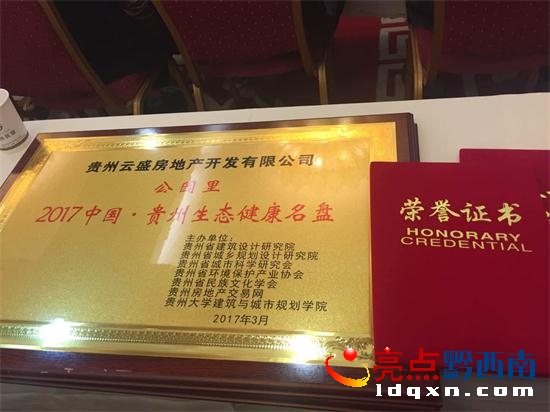 贵州云盛房地产开发有限公司
公园里
2017中国·贵州生态健康名盘
主办单位：
贵州省建筑设计研究院
贵州省城乡规划设计研究院
贵州省城市科学研究会
贵州省环境保护产业协会
贵州省民族文化学会
贵州房地产交易网
贵州大学建筑与城市规划学院
2017年3月
荣誉证书
HONORARY
CREDENTIAL
亮点黔西南
ldqxn.com